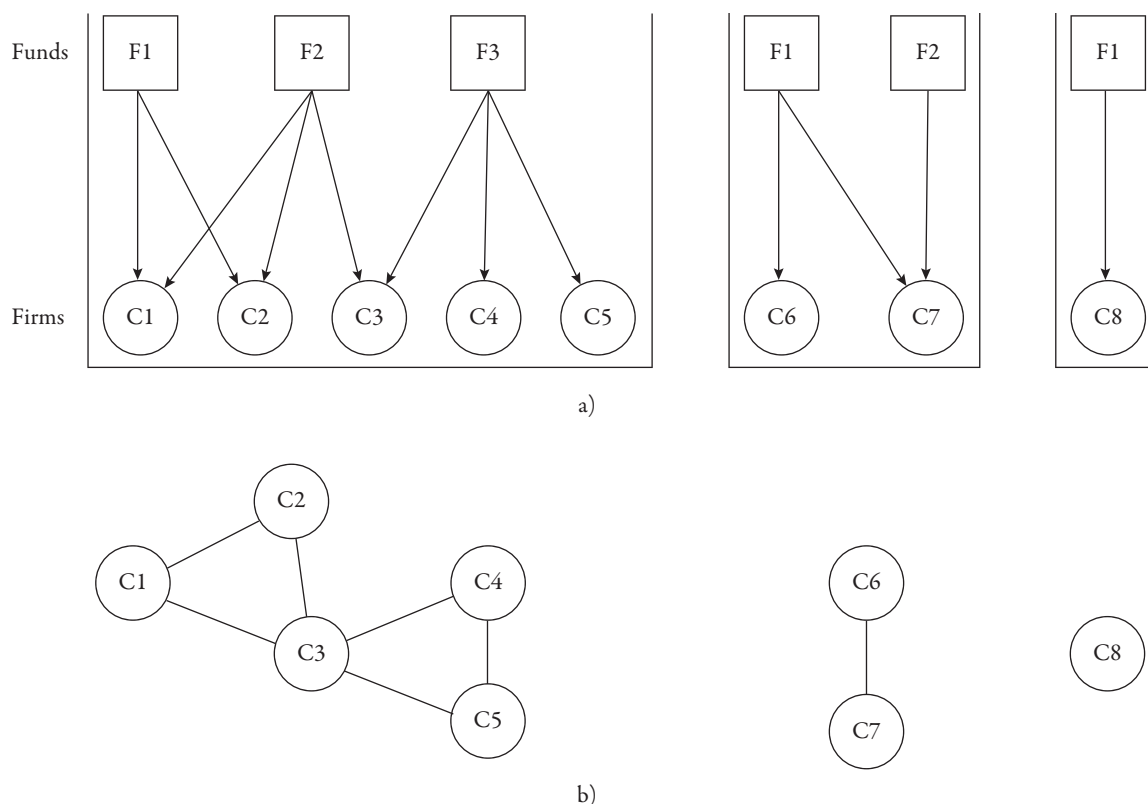 Funds F1 F2 F3 F1 F2 F1
Firms C1 C2 C3 C4 C5 C6 C7 C8
a)
C2
C1 C4 C6
C3 C8
C5 C7
b)